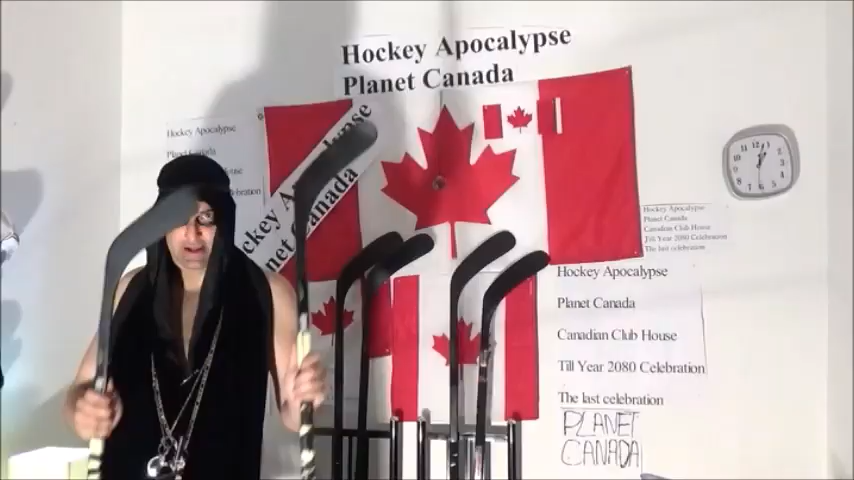 Hockey Apocalypse
Planet Canada
Hockey Apocalypse
Planet Canada
Hockey Apocalypse
Planet Canada
Canadian Club House
Till Year 2080 Celebration
The last celebration
Hockey Apocalypse
Planet Canada
Canadian Club House
Till Year 2080 Celebration
The last celebration
PLANET
CANADA